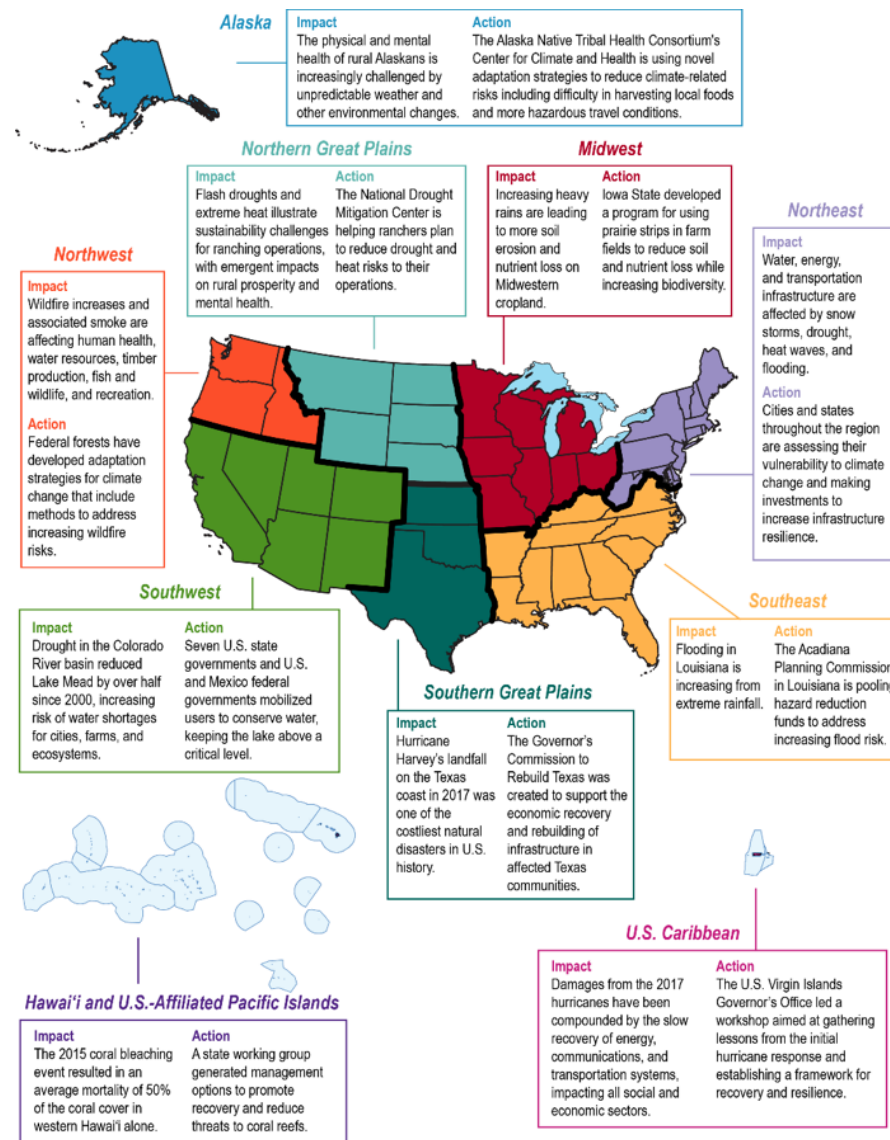 Alaska
Impact
The physical and mental
health of rural Alaskans is
increasingly challenged by
unpredictable weather and
other environmental changes.
Action
The Alaska Native Tribal Health Consortium's
Center for Climate and Health is using novel
adaptation strategies to reduce climate-related
risks including difficulty in harvesting local foods
and more hazardous travel conditions.
Northern Great Plains
Impact
Flash droughts and
extreme heat illustrate
sustainability challenges
for ranching operations,
with emergent impacts
on rural prosperity and
mental health.
Action
The National Drought
Mitigation Center is
helping ranchers plan
to reduce drought and
heat risks to their
operations.
Midwest
Impact
Increasing heavy
rains are leading
to more soil
erosion and
nutrient loss on
Midwestern
cropland.
Action
Iowa State developed
a program for using
prairie strips in farm
fields to reduce soil
and nutrient loss while
increasing biodiversity.
Northeast
Impact
Water, energy,
and transportation
infrastructure are
affected by snow
storms, drought,
heat waves, and
flooding.
Action
Cities and states
throughout the region
are assessing their
vulnerability to climate
change and making
investments to
increase infrastructure
resilience.
Northwest
Impact
Wildfire increases and
associated smoke are
affecting human health,
water resources, timber
production, fish and
wildlife, and recreation.
Action
Federal forests have
developed adaptation
strategies for climate
change that include
methods to address
increasing wildfire
risks.
Southwest
Impact
Drought in the Colorado
River basin reduced
Lake Mead by over half
since 2000, increasing
risk of water shortages
for cities, farms, and
ecosystems.
Action
Seven U.S. state
governments and U.S.
and Mexico federal
governments mobilized
users to conserve water,
keeping the lake above a
critical level.
Southern Great Plains
Impact
Hurricane
Harvey's landfall
on the Texas
coast in 2017 was
one of the
costliest natural
disasters in U.S.
history.
Action
The Governor's
Commission to
Rebuild Texas was
created to support the
economic recovery
and rebuilding of
infrastructure in
affected Texas
communities.
Southeast
Impact
Flooding in
Louisiana is
increasing from
extreme rainfall.
Action
The Acadiana
Planning Commission
in Louisiana is pooling
hazard reduction
funds to address
increasing flood risk.
Hawai'i and U.S.-Affiliated Pacific Islands
Impact
The 2015 coral bleaching
event resulted in an
average mortality of 50%
of the coral cover in
western Hawai'i alone.
Action
A state working group
generated management
options to promote
recovery and reduce
threats to coral reefs.
U.S. Caribbean
Impact
Damages from the 2017
hurricanes have been
compounded by the slow
recovery of energy,
communications, and
transportation systems,
impacting all social and
economic sectors.
Action
The U.S. Virgin Islands
Governor's Office led a
workshop aimed at gathering
lessons from the initial
hurricane response and
establishing a framework for
recovery and resilience.